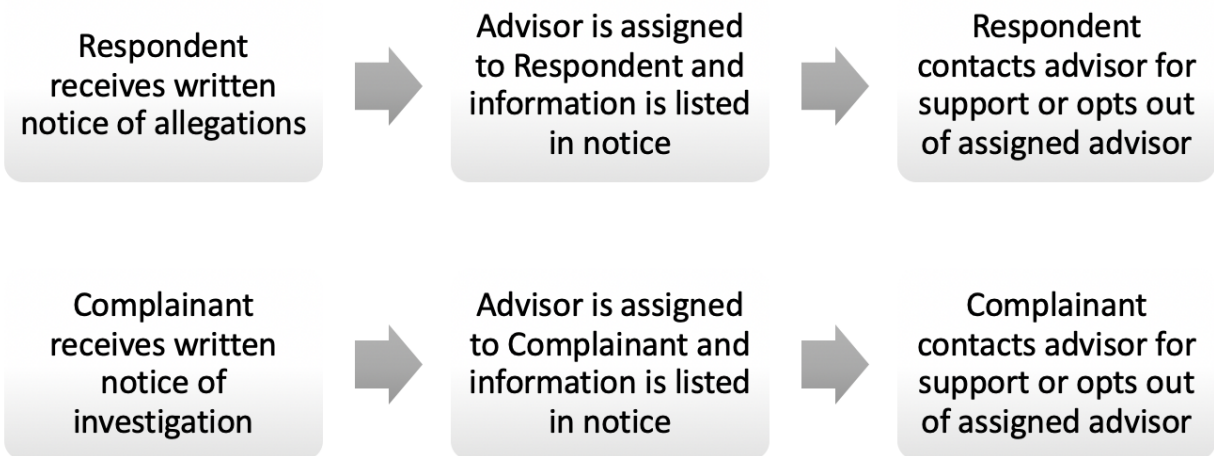 Respondent
receives written
notice of allegations
Advisor is assigned
to Respondent and
information is listed
in notice
Respondent
contacts advisor for
support or opts out
of assigned advisor
Complainant
receives written
notice of
investigation
Advisor is assigned
to Complainant and
information is listed
in notice
Complainant
contacts advisor for
support or opts out
of assigned advisor